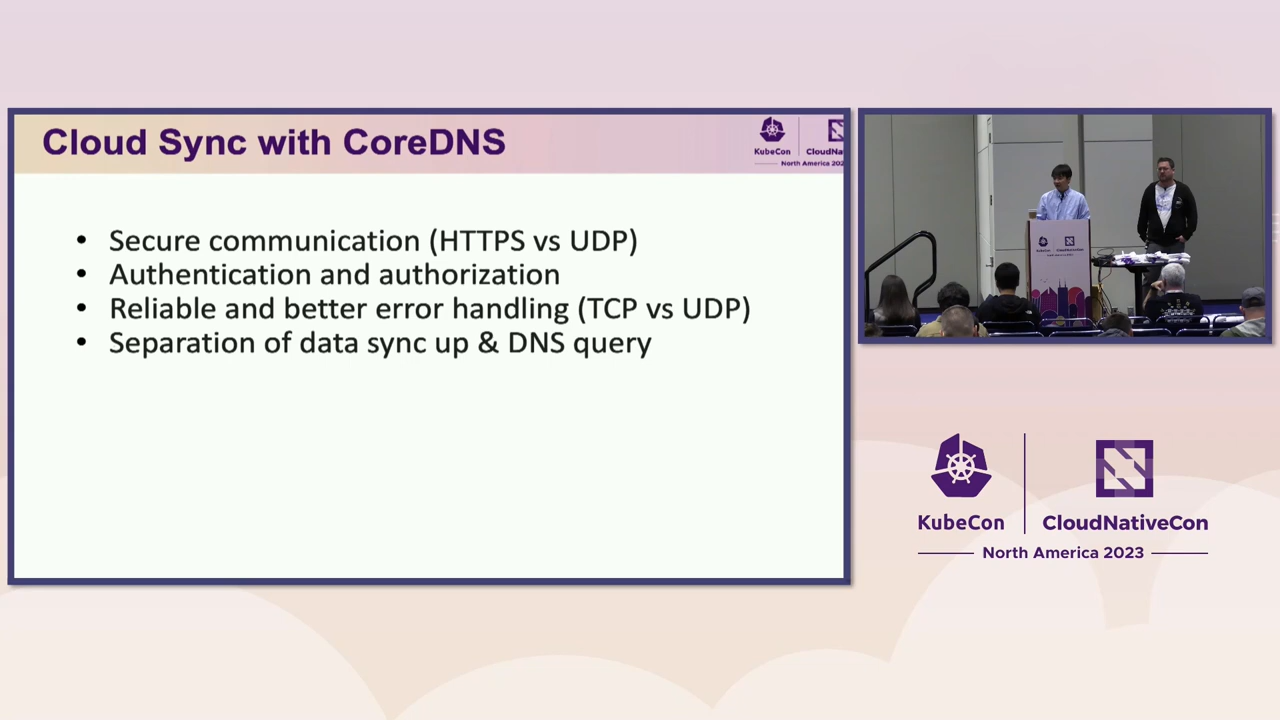 Cloud Sync with CoreDNS
KubeCon
CloudNativeCon
North America 2023
• Secure communication (HTTPS vs UDP)
• Authentication and authorization
• Reliable and better error handling (TCP vs UDP)
• Separation of data sync up & DNS query
KubeCon
CloudNativeCon
North America 2023